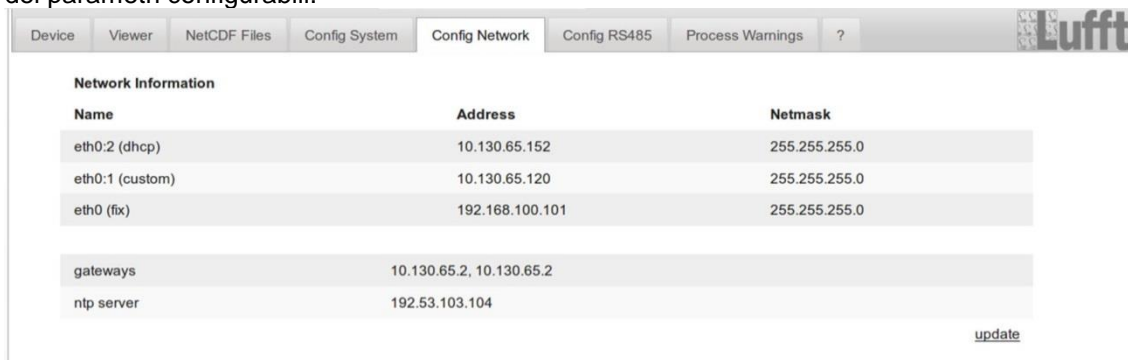 dei parametri configurabili.
Device Viewer NetCDF Files Config System Config Network Config RS485 Process Warnings ? Lufft
Network Information
Name Address Netmask
eth0:2 (dhcp) 10.130.65.152 255.255.255.0
eth0:1 (custom) 10.130.65.120 255.255.255.0
eth0 (fix) 192.168.100.101 255.255.255.0
gateways 10.130.65.2, 10.130.65.2
ntp server 192.53.103.104
update